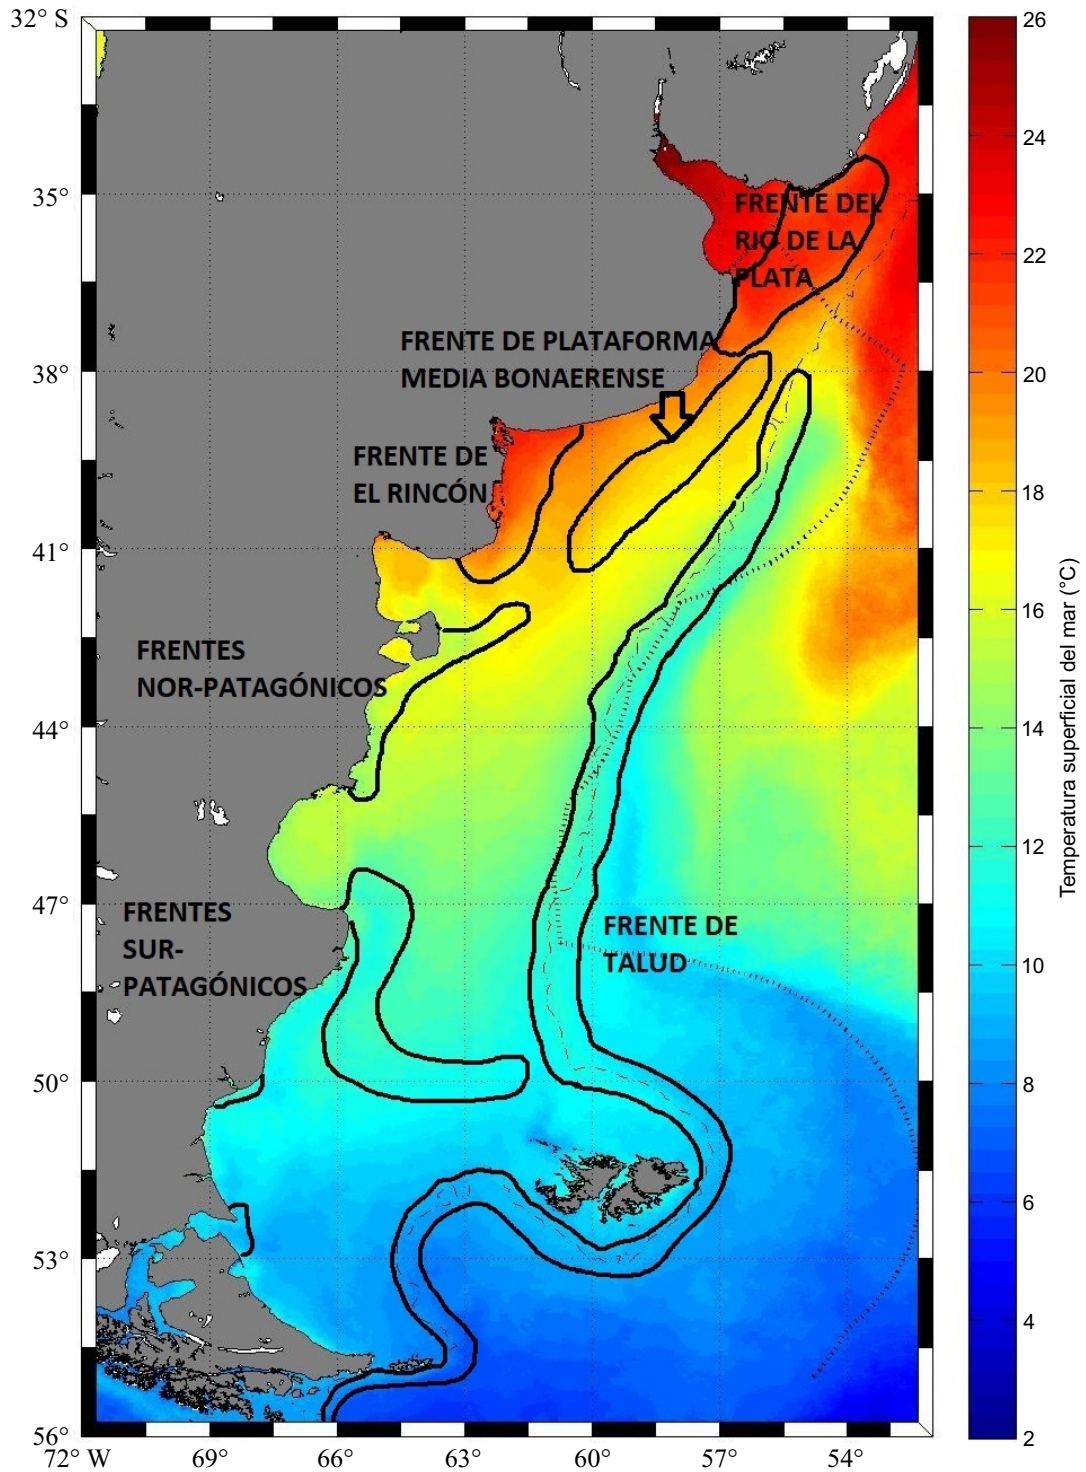 32° S
35°
38°
41°
44°
47°
50°
53°
56°
72° W
69°
66°
63°
60°
57°
54°
FRENTE DEL
RIO DE LA
PLATA
FRENTE DE PLATAFORMA
MEDIA BONAERENSE
FRENTE DE
EL RINCÓN
FRENTES
NOR-PATAGÓNICOS
FRENTES
SUR-
PATAGÓNICOS
FRENTE DE
TALUD
26
24
22
20
18
16
14
12
10
8
6
4
2
Temperatura superficial del mar (°C)